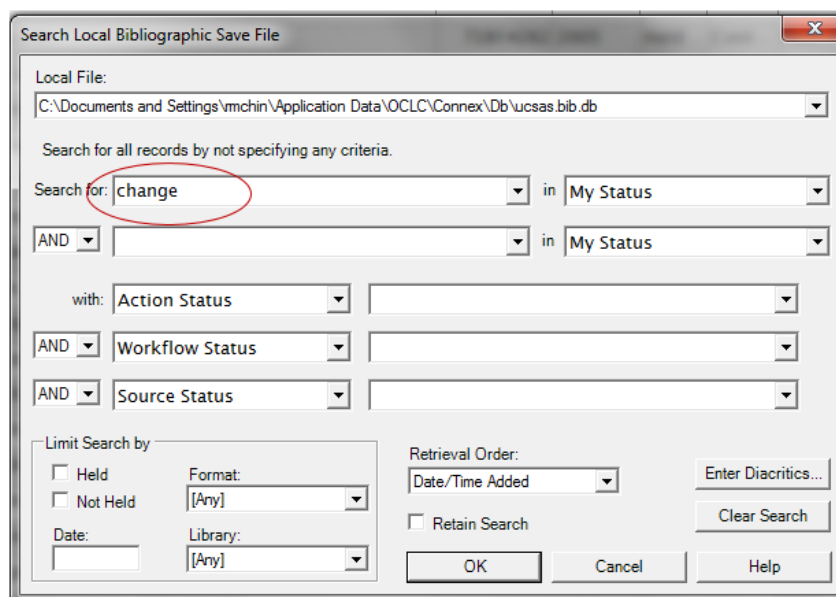 Search Local Bibliographic Save File
Local File:
C:\Documents and Settings\mchin\Application Data\OCLC\Connex\Db\ucsas.bib.db
Search for all records by not specifying any criteria.
Search for: change in My Status
AND in My Status
with: Action Status
AND Workflow Status
AND Source Status
Limit Search by
Held
Not Held
Format:
[Any]
Date:
Library:
[Any]
Retrieval Order:
Date/Time Added
Retain Search
Enter Diacritics...
Clear Search
OK Cancel Help